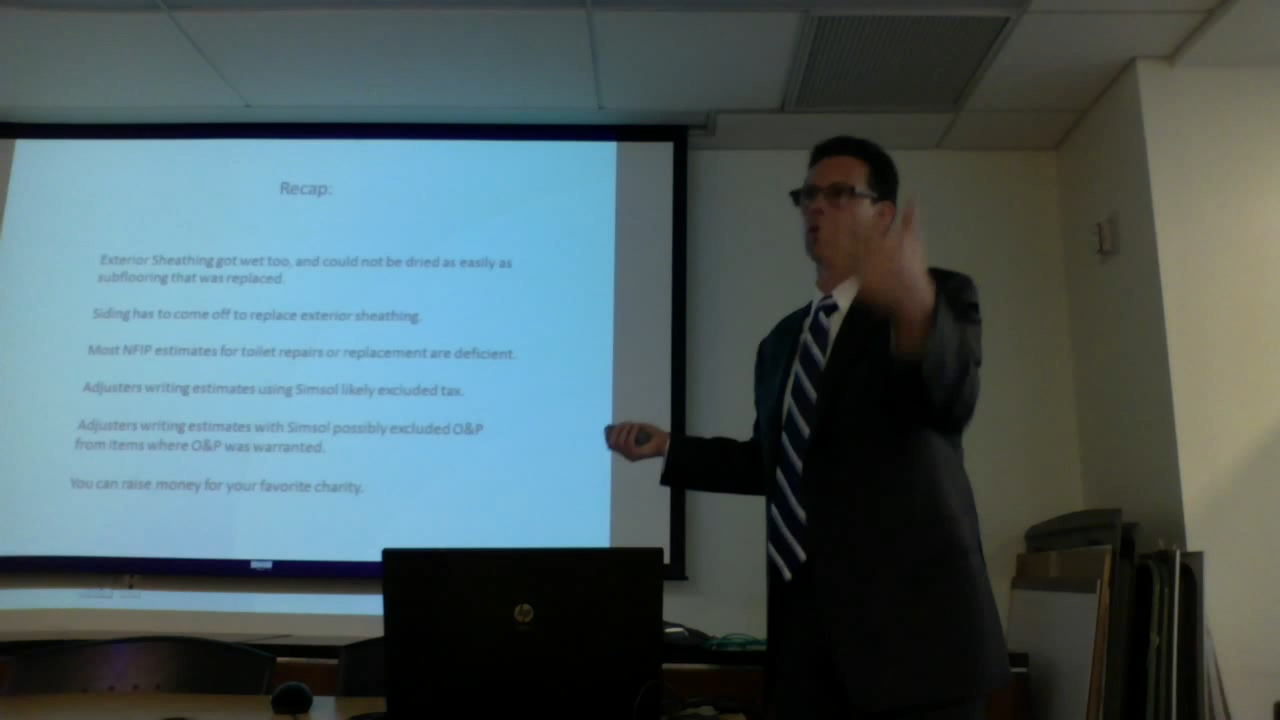 Recap:
Exterior Sheathing got wet too, and could not be dried as easily as
subflooring that was replaced.
Siding has to come off to replace exterior sheathing.
Most NFIP estimates for toilet repairs or replacement are deficient.
Adjusters writing estimates using Simsol likely excluded tax.
Adjusters writing estimates with Simsol possibly excluded O&P
from items where O&P was warranted.
You can raise money for your favorite charity.
hp